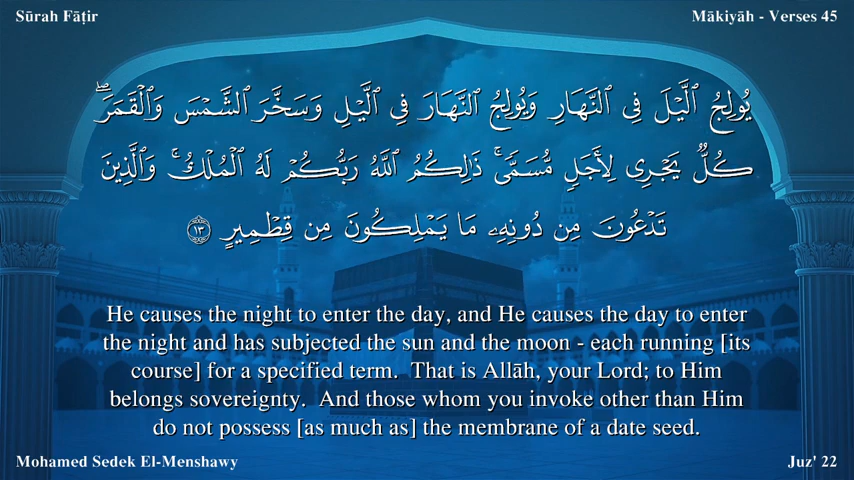 Sūrah Fāṭir
Mākiyāh - Verses 45
يُولِجُ ٱلَّيۡلَ فِي ٱلنَّهَارِ وَيُولِجُ ٱلنَّهَارَ فِي ٱلَّيۡلِ وَسَخَّرَ ٱلشَّمۡسَ وَٱلۡقَمَرَۖ
كُلّٞ يَجۡرِي لِأَجَلٖ مُّسَمّٗىۚ ذَٰلِكُمُ ٱللَّهُ رَبُّكُمۡ لَهُ ٱلۡمُلۡكُۚ وَٱلَّذِينَ
تَدۡعُونَ مِن دُونِهِۦ مَا يَمۡلِكُونَ مِن قِطۡمِيرٍ ١٣
He causes the night to enter the day, and He causes the day to enter
the night and has subjected the sun and the moon - each running [its
course] for a specified term.  That is Allāh, your Lord; to Him
belongs sovereignty.  And those whom you invoke other than Him
do not possess [as much as] the membrane of a date seed.
Mohamed Sedek El-Menshawy
Juz' 22